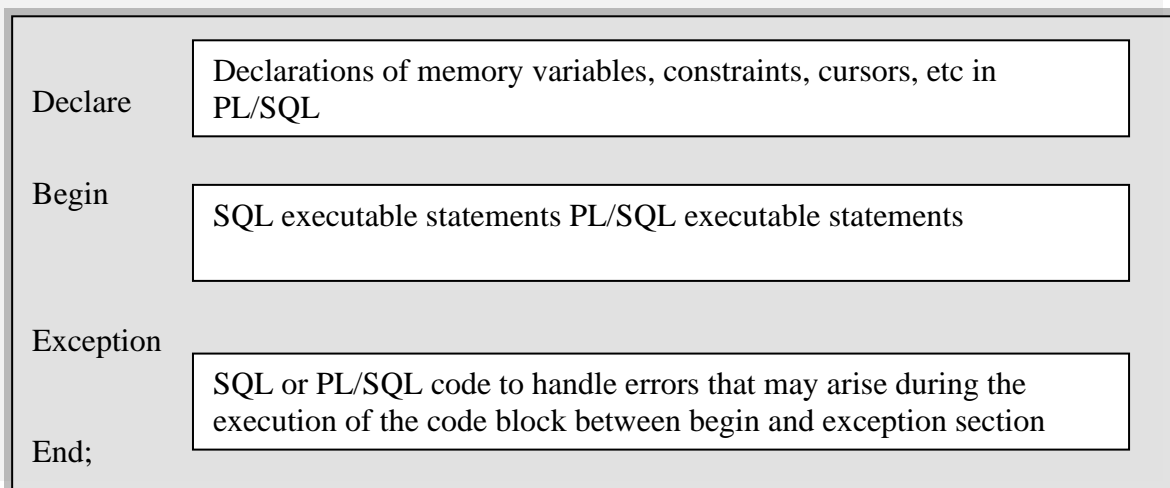 Declare
Declarations of memory variables, constraints, cursors, etc in
PL/SQL
Begin
SQL executable statements PL/SQL executable statements
Exception
SQL or PL/SQL code to handle errors that may arise during the
execution of the code block between begin and exception section
End;